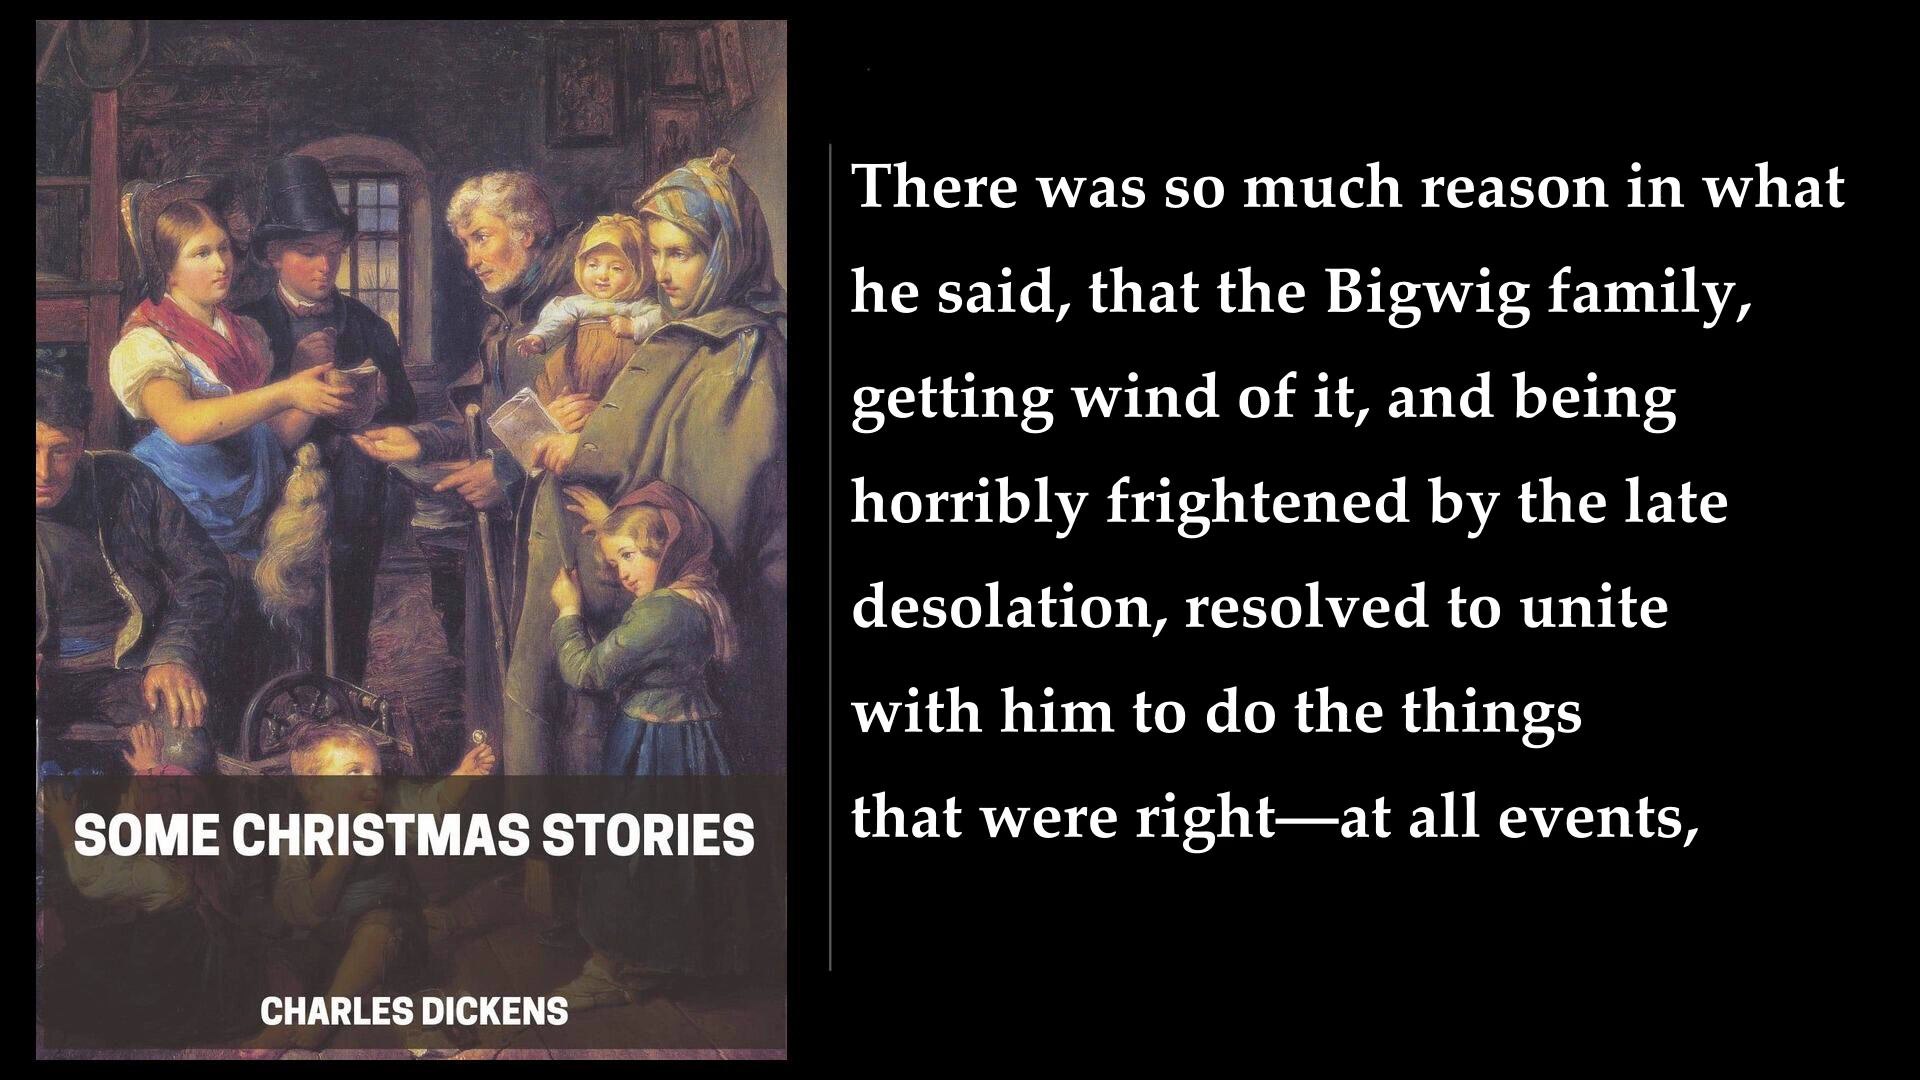 SOME CHRISTMAS STORIES
CHARLES DICKENS
There was so much reason in what
he said, that the Bigwig family,
getting wind of it, and being
horribly frightened by the late
desolation, resolved to unite
with him to do the things
that were right—at all events,